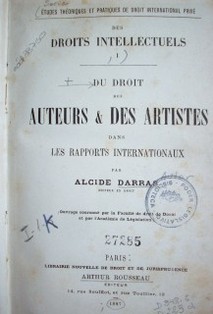 ÉTUDES THÉORIQUES ET PRATIQUES DE DROIT INTERNATIONAL PRIVÉ
DES
DROITS INTELLECTUELS
I
DU DROIT
DES
AUTEURS & DES ARTISTES
DANS
LES RAPPORTS INTERNATIONAUX
PAR
ALCIDE DARRAS
DOCTEUR EN DROIT
Ouvrage couronné par la Faculté de droit de
et par l'Académie de Législation
27285
PARIS
LIBRAIRIE NOUVELLE DE DROIT ET DE JURISPRUDENCE
ARTHUR ROUSSEAU
ÉDITEUR
14, rue Soufflot, et rue Toullier, 13
1887